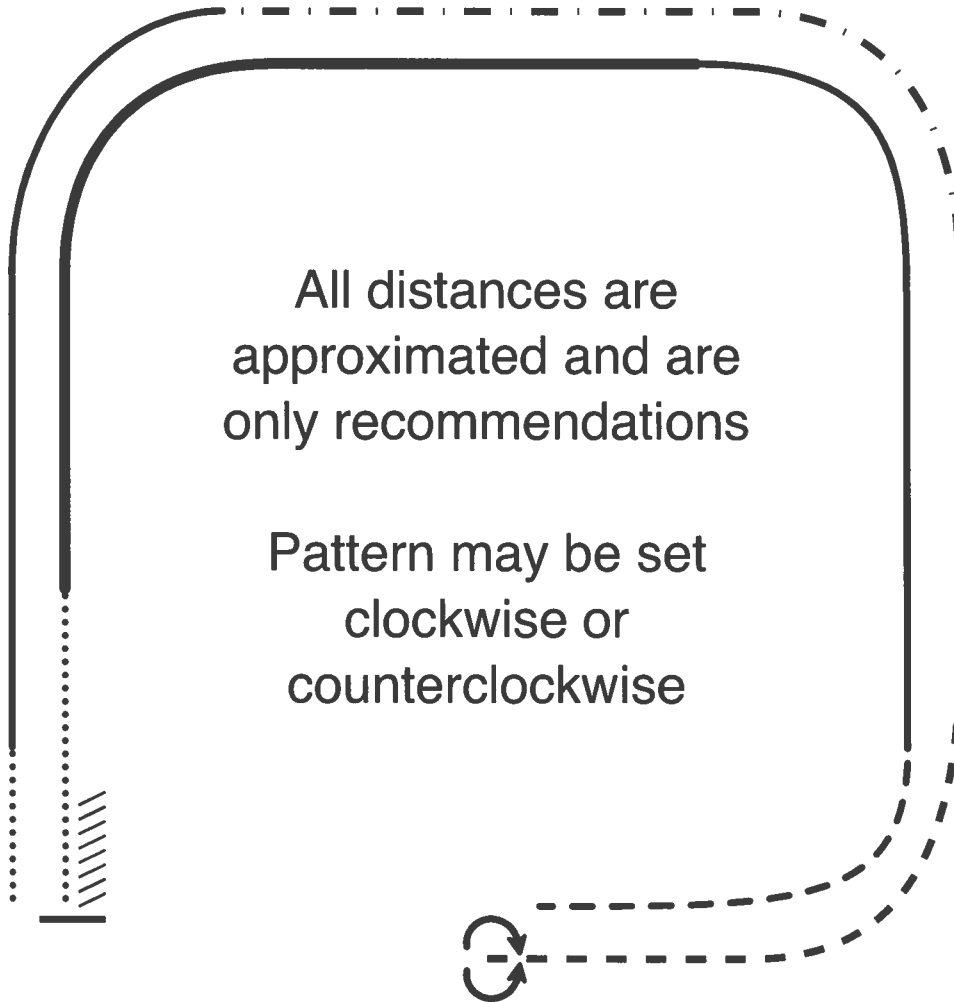 All distances are
approximated and are
only recommendations
Pattern may be set
clockwise or
counterclockwise